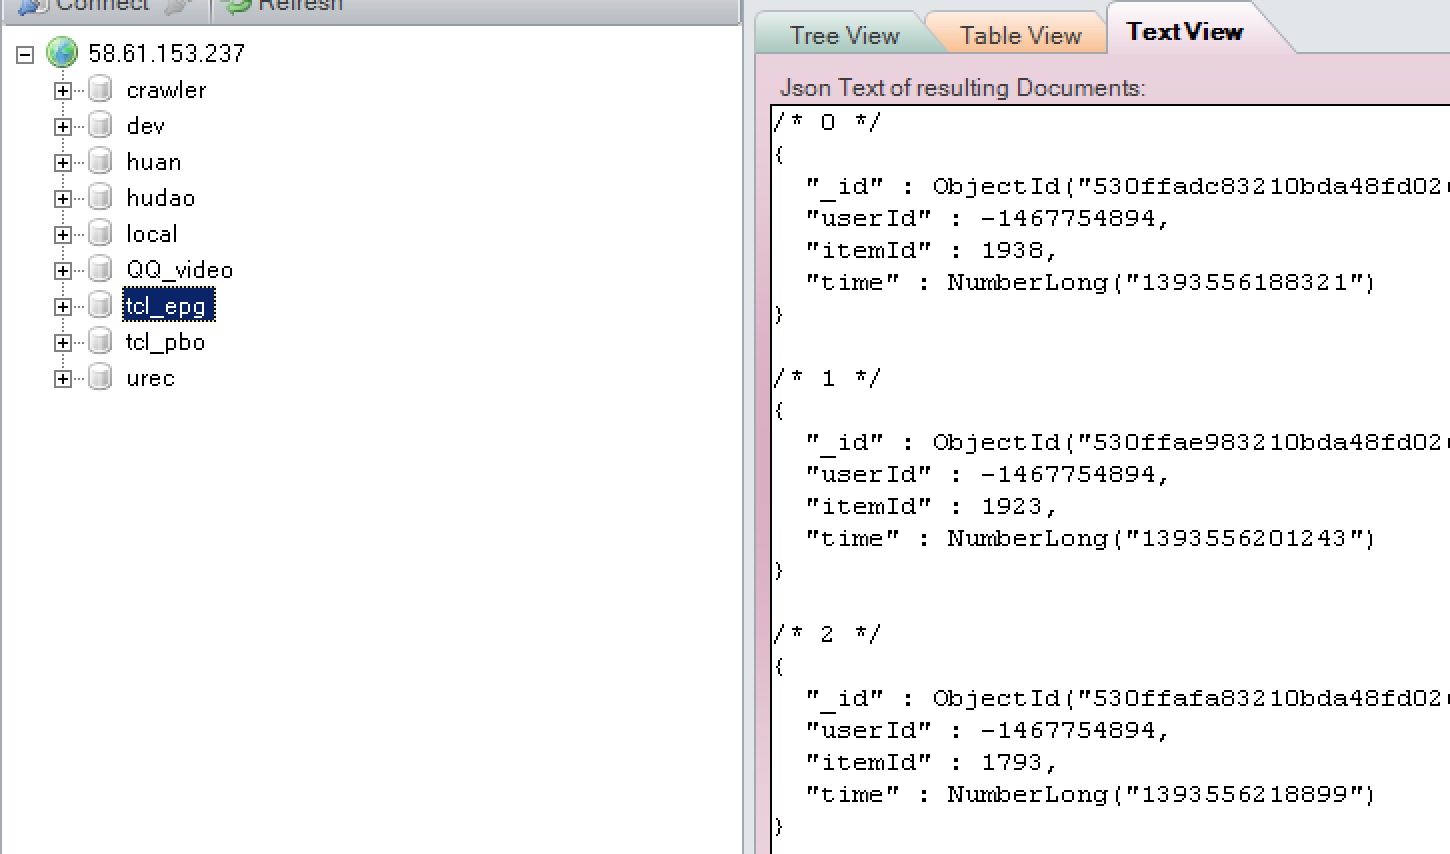 Connect Refresh
58.61.153.237
crawler
dev
huan
hudao
local
QQ_video
tcl_epg
tcl_pbo
urec
Tree View Table View Text View
Json Text of resulting Documents:
/* 0 */
{
"_id" : ObjectId("530ffadc83210bda48fd02
"userId" : -1467754894,
"itemId" : 1938,
"time" : NumberLong("1393556188321")
}
/* 1 */
{
"_id" : ObjectId("530ffae983210bda48fd02
"userId" : -1467754894,
"itemId" : 1923,
"time" : NumberLong("1393556201243")
}
/* 2 */
{
"_id" : ObjectId("530ffafa83210bda48fd02
"userId" : -1467754894,
"itemId" : 1793,
"time" : NumberLong("1393556218899")
}